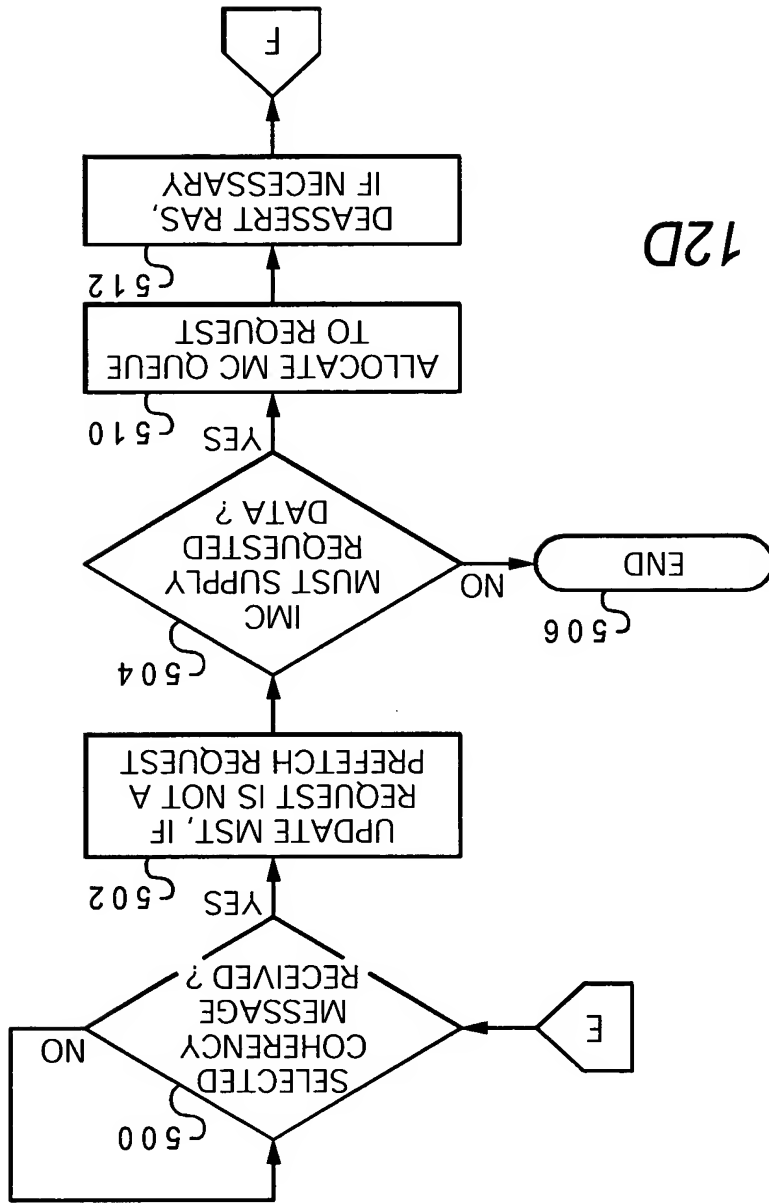 E
500
SELECTED
COHERENCY
MESSAGE
RECEIVED ?
NO
YES
502
UPDATE MST, IF
REQUEST IS NOT A
PREFETCH REQUEST
504
IMC
MUST SUPPLY
REQUESTED
DATA ?
NO
506
END
YES
510
ALLOCATE MC QUEUE
TO REQUEST
512
DEASSERT RAS,
IF NECESSARY
F
12D